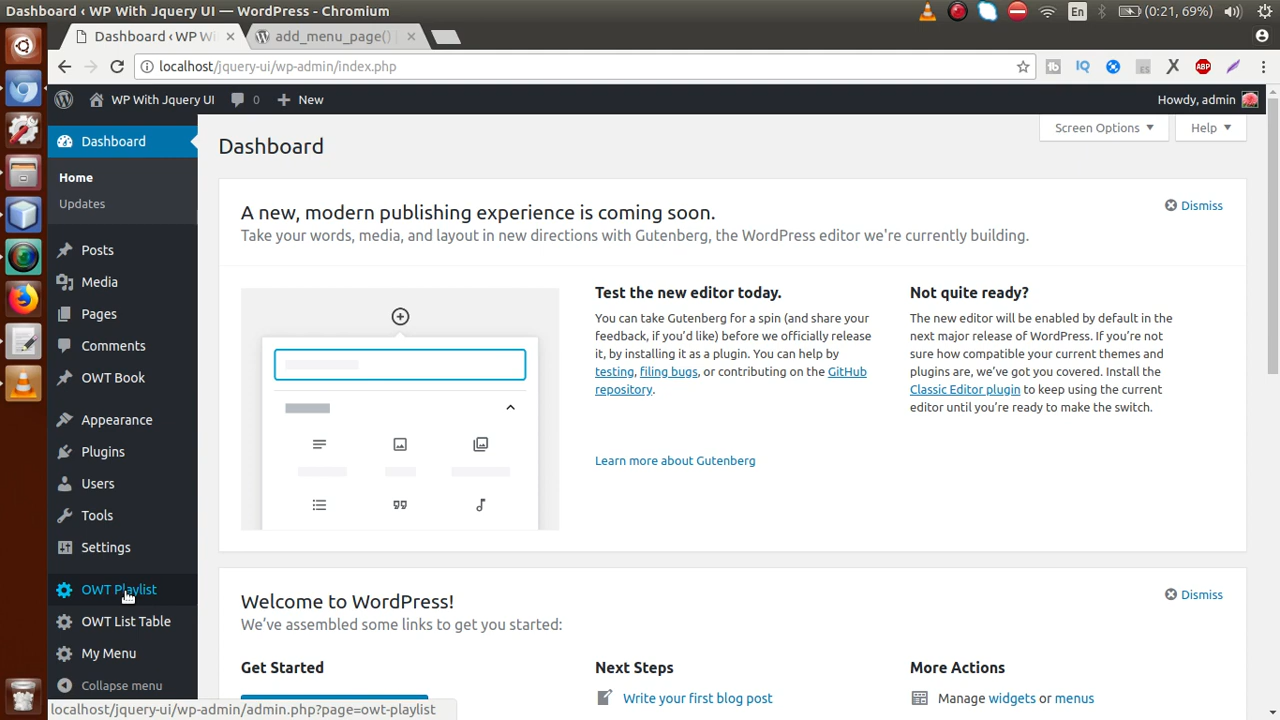 Dashboard ‹ WP With Jquery UI — WordPress - Chromium
En
(0:21, 69%)
Dashboard ‹ WP Wi
add_menu_page()
localhost/jquery-ui/wp-admin/index.php
IQ
ABP
WP With Jquery UI
0
New
Howdy, admin
Dashboard
Home
Updates
Posts
Media
Pages
Comments
OWT Book
Appearance
Plugins
Users
Tools
Settings
OWT Playlist
OWT List Table
My Menu
Collapse menu
Screen Options
Help
Dashboard
A new, modern publishing experience is coming soon.
Dismiss
Take your words, media, and layout in new directions with Gutenberg, the WordPress editor we're currently building.
Test the new editor today.
You can take Gutenberg for a spin (and share your
feedback, if you'd like) before we officially release
it, by installing it as a plugin. You can help by
testing, filing bugs, or contributing on the GitHub
repository.
Learn more about Gutenberg
Not quite ready?
The new editor will be enabled by default in the
next major release of WordPress. If you're not
sure how compatible your current themes and
plugins are, we've got you covered. Install the
Classic Editor plugin to keep using the current
editor until you're ready to make the switch.
Welcome to WordPress!
Dismiss
We've assembled some links to get you started:
Get Started
Next Steps
Write your first blog post
More Actions
Manage widgets or menus
localhost/jquery-ui/wp-admin/admin.php?page=owt-playlist